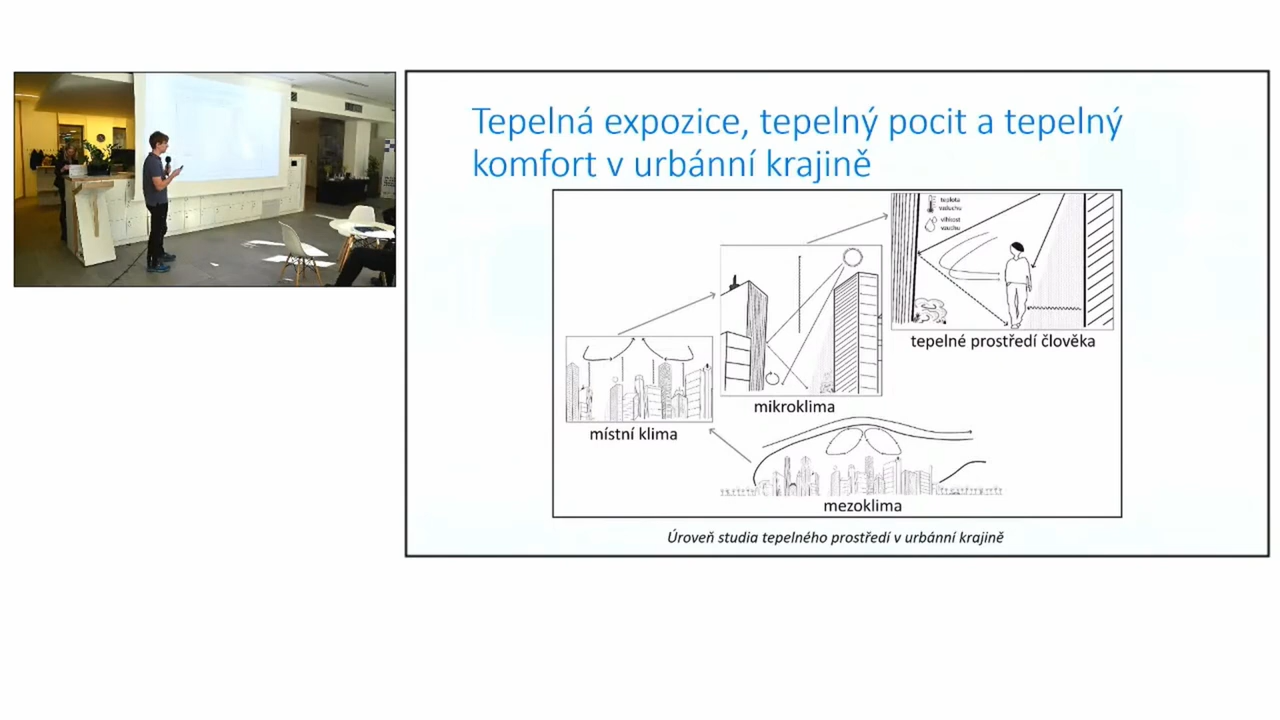 Tepelná expozice, tepelný pocit a tepelný
komfort v urbánní krajině
teplota
vzduchu
vlhkost
tepelné prostředí člověka
mikroklima
místní klima
mezoklima
Úroveň studia tepelného prostředí v urbánní krajině